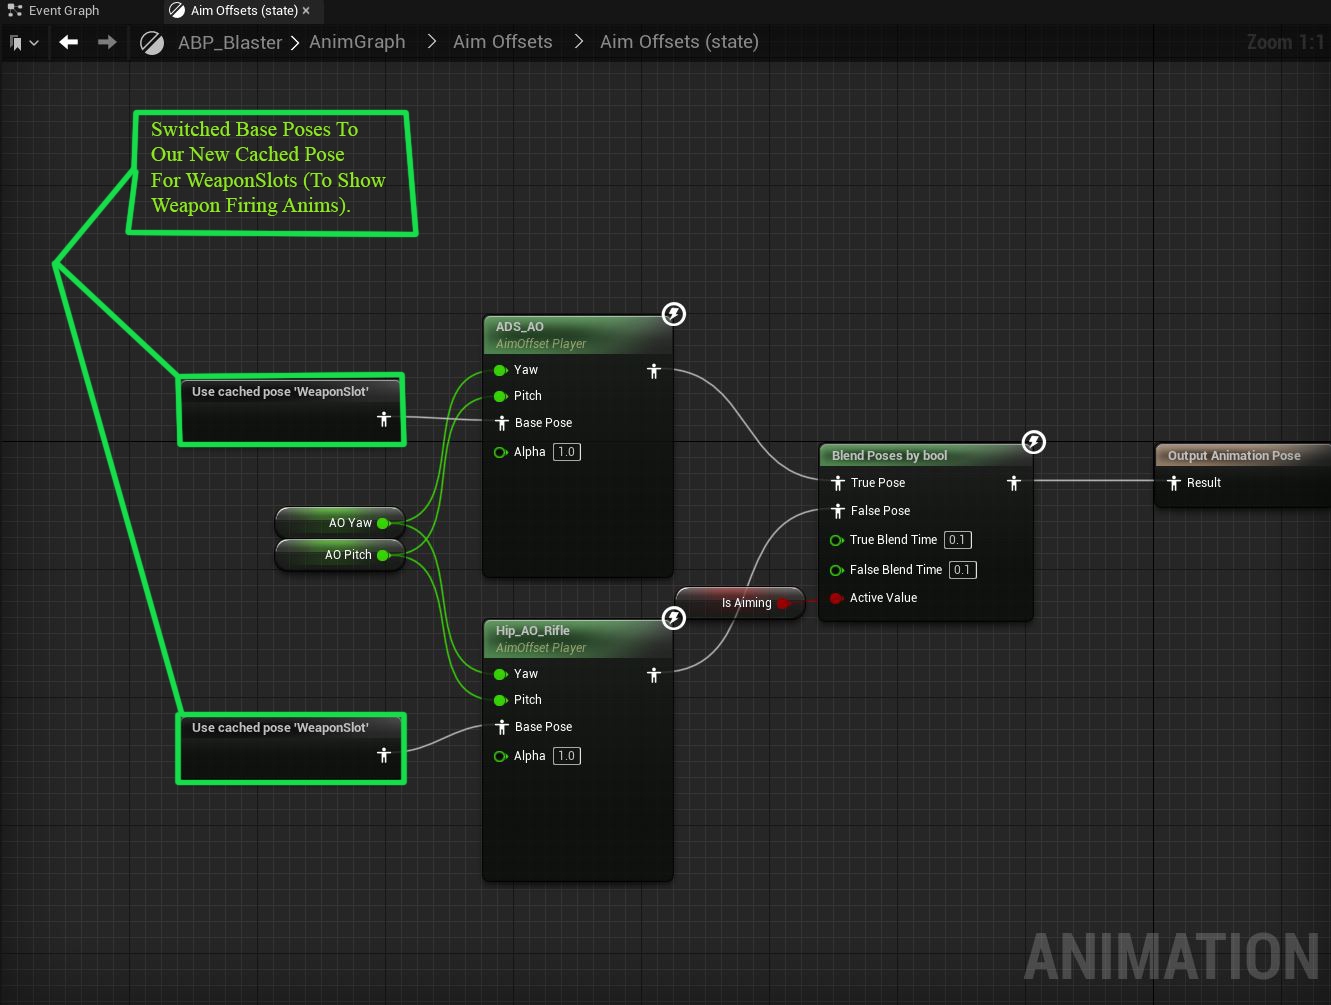 Event Graph
Aim Offsets (state) ×
ABP_Blaster > AnimGraph > Aim Offsets > Aim Offsets (state)
Zoom 1:1
Switched Base Poses To
Our New Cached Pose
For WeaponSlots (To Show
Weapon Firing Anims).
Use cached pose 'WeaponSlot'
ADS_AO
AimOffset Player
Yaw
Pitch
Base Pose
Alpha 1.0
AO Yaw
AO Pitch
Use cached pose 'WeaponSlot'
Hip_AO_Rifle
AimOffset Player
Yaw
Pitch
Base Pose
Alpha 1.0
Is Aiming
Blend Poses by bool
True Pose
False Pose
True Blend Time 0.1
False Blend Time 0.1
Active Value
Output Animation Pose
Result
ANIMATION